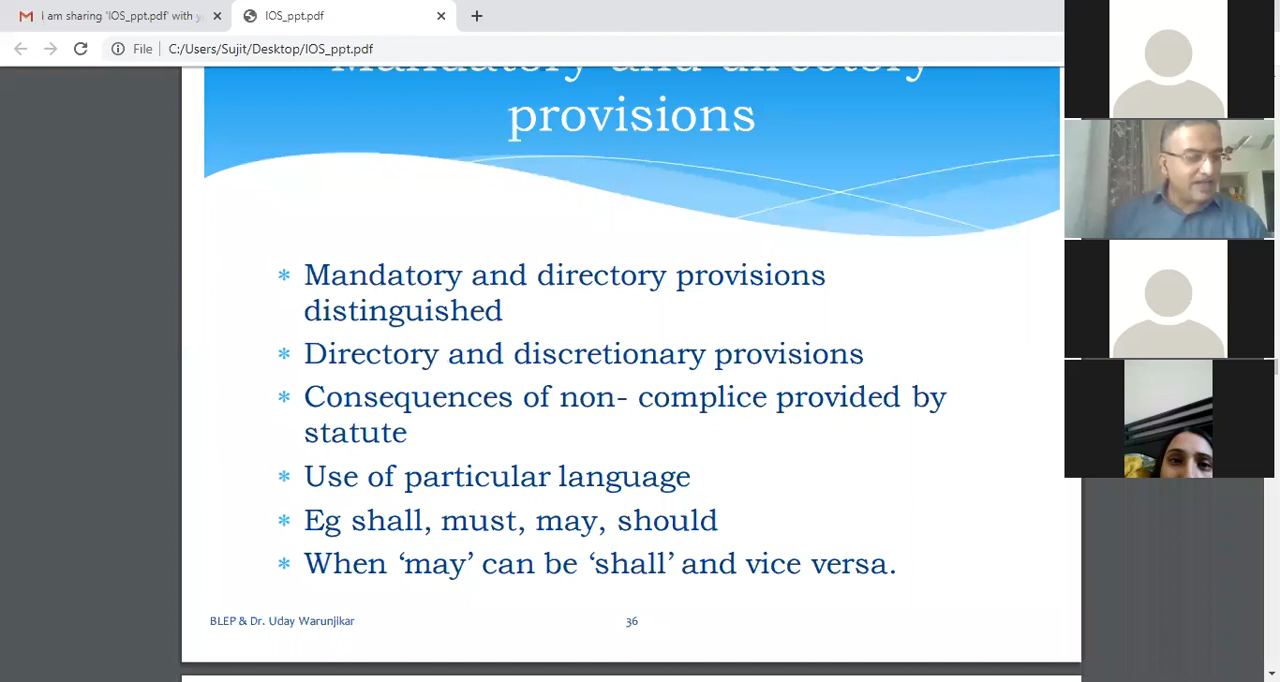 I am sharing 'IOS_ppt.pdf' with
IOS_ppt.pdf
File
C:/Users/Sujit/Desktop/IOS_ppt.pdf
Mandatory and directory
provisions
* Mandatory and directory provisions
distinguished
* Directory and discretionary provisions
* Consequences of non- complice provided by
statute
* Use of particular language
* Eg shall, must, may, should
* When ‘may’ can be ‘shall’ and vice versa.
BLEP & Dr. Uday Warunjikar
36